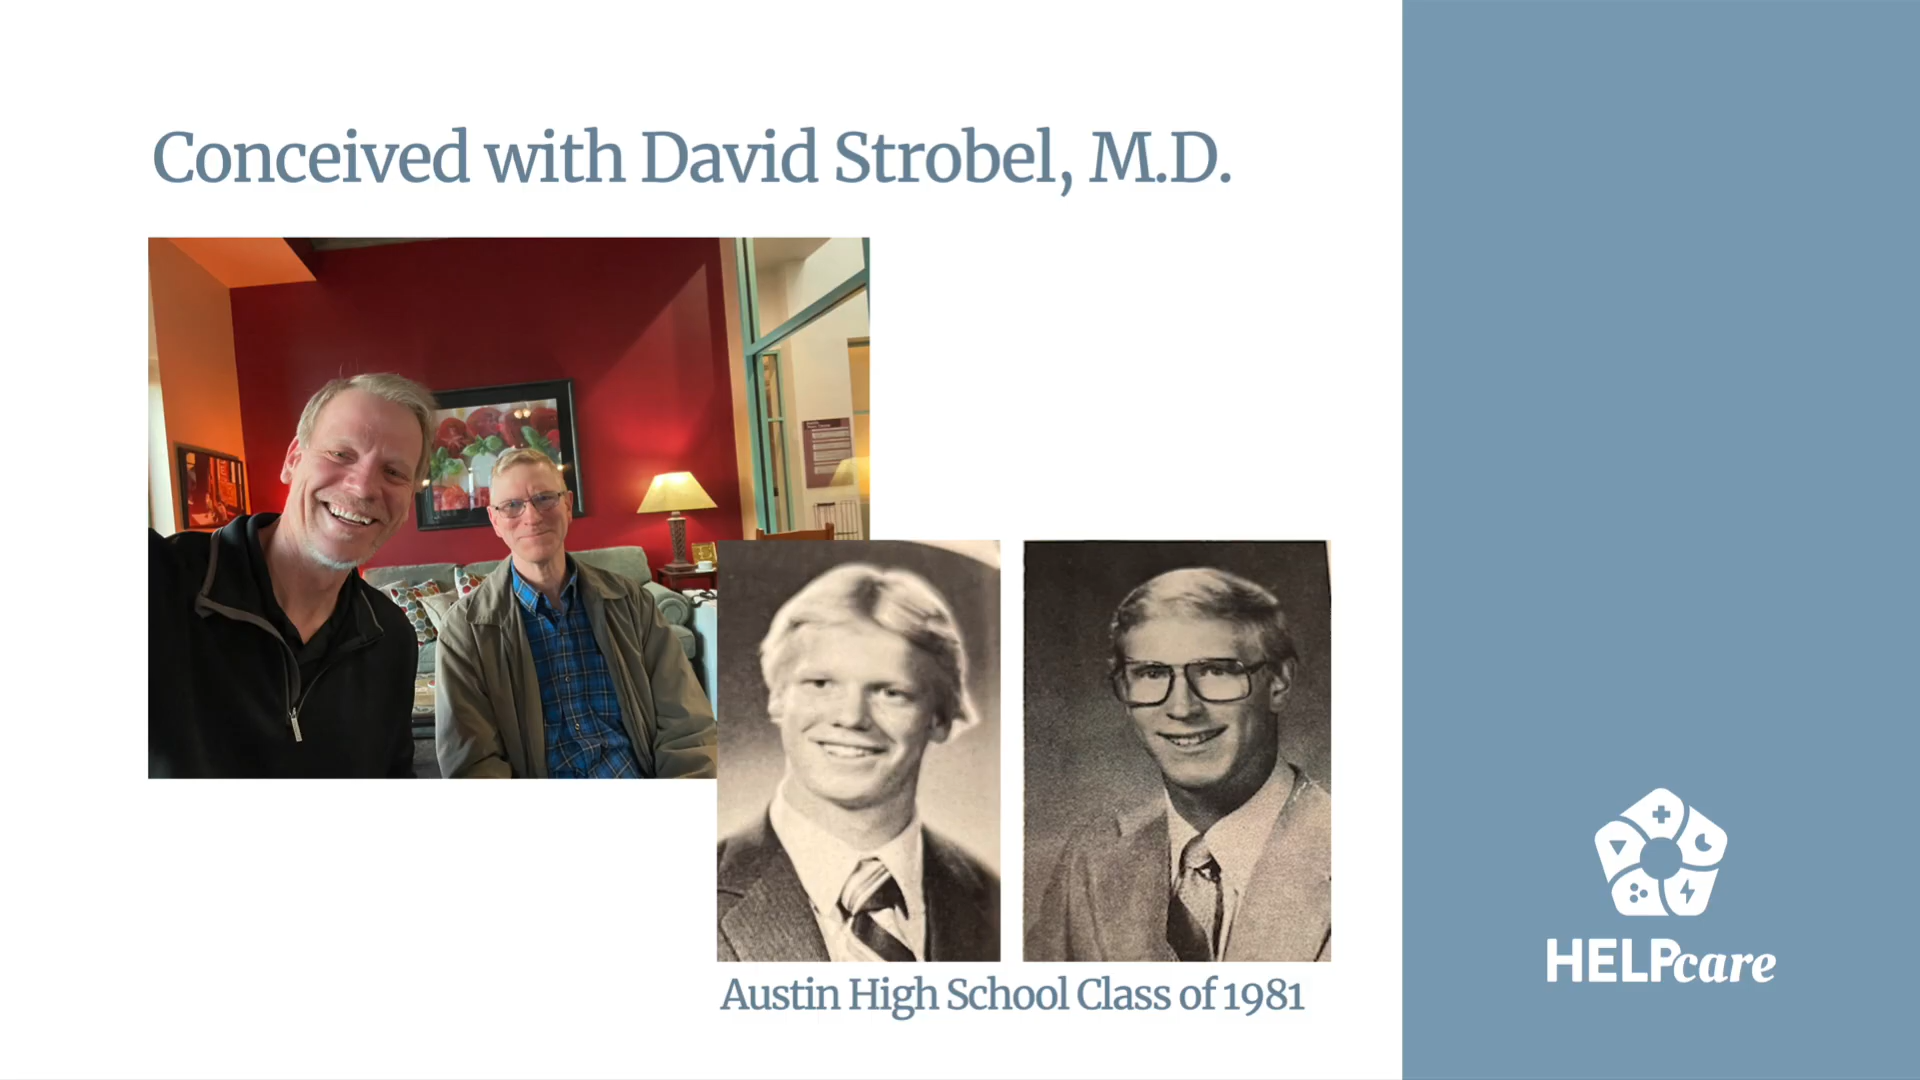 Conceived with David Strobel, M.D.
Austin High School Class of 1981
HELPcare